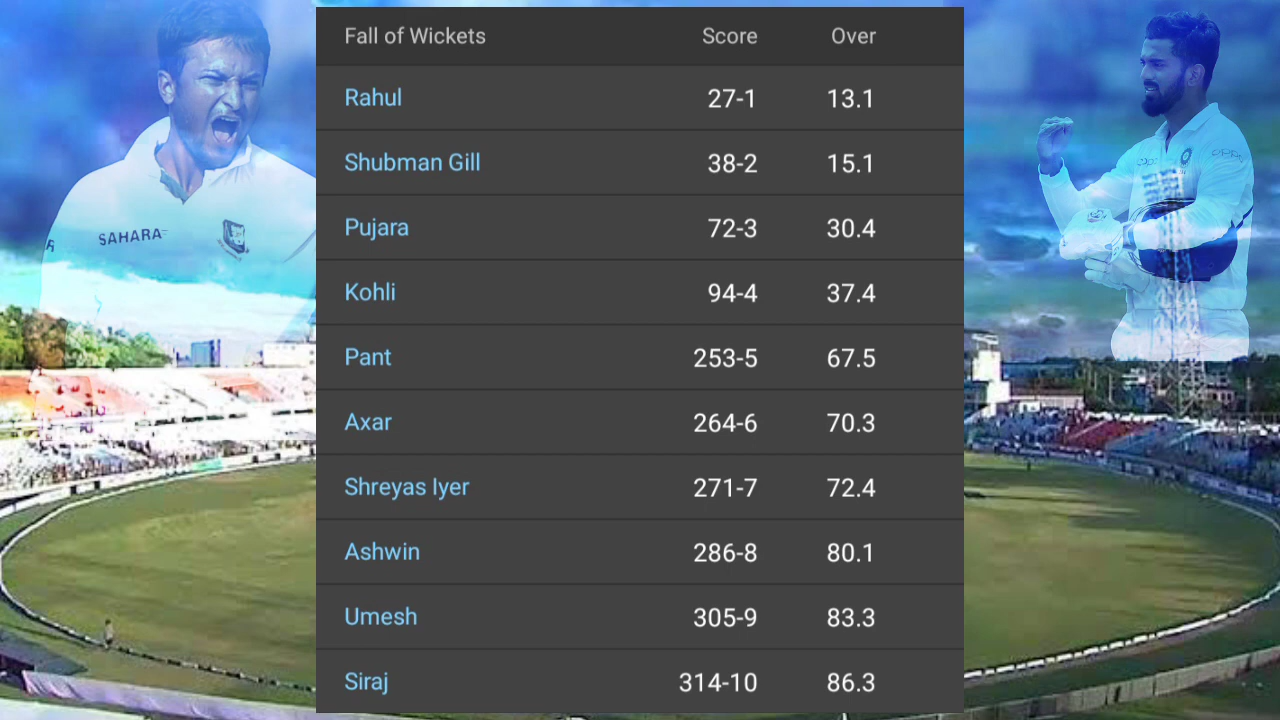 Fall of Wickets Score Over
Rahul 27-1 13.1
Shubman Gill 38-2 15.1
Pujara 72-3 30.4
Kohli 94-4 37.4
Pant 253-5 67.5
Axar 264-6 70.3
Shreyas Iyer 271-7 72.4
Ashwin 286-8 80.1
Umesh 305-9 83.3
Siraj 314-10 86.3
SAHARA